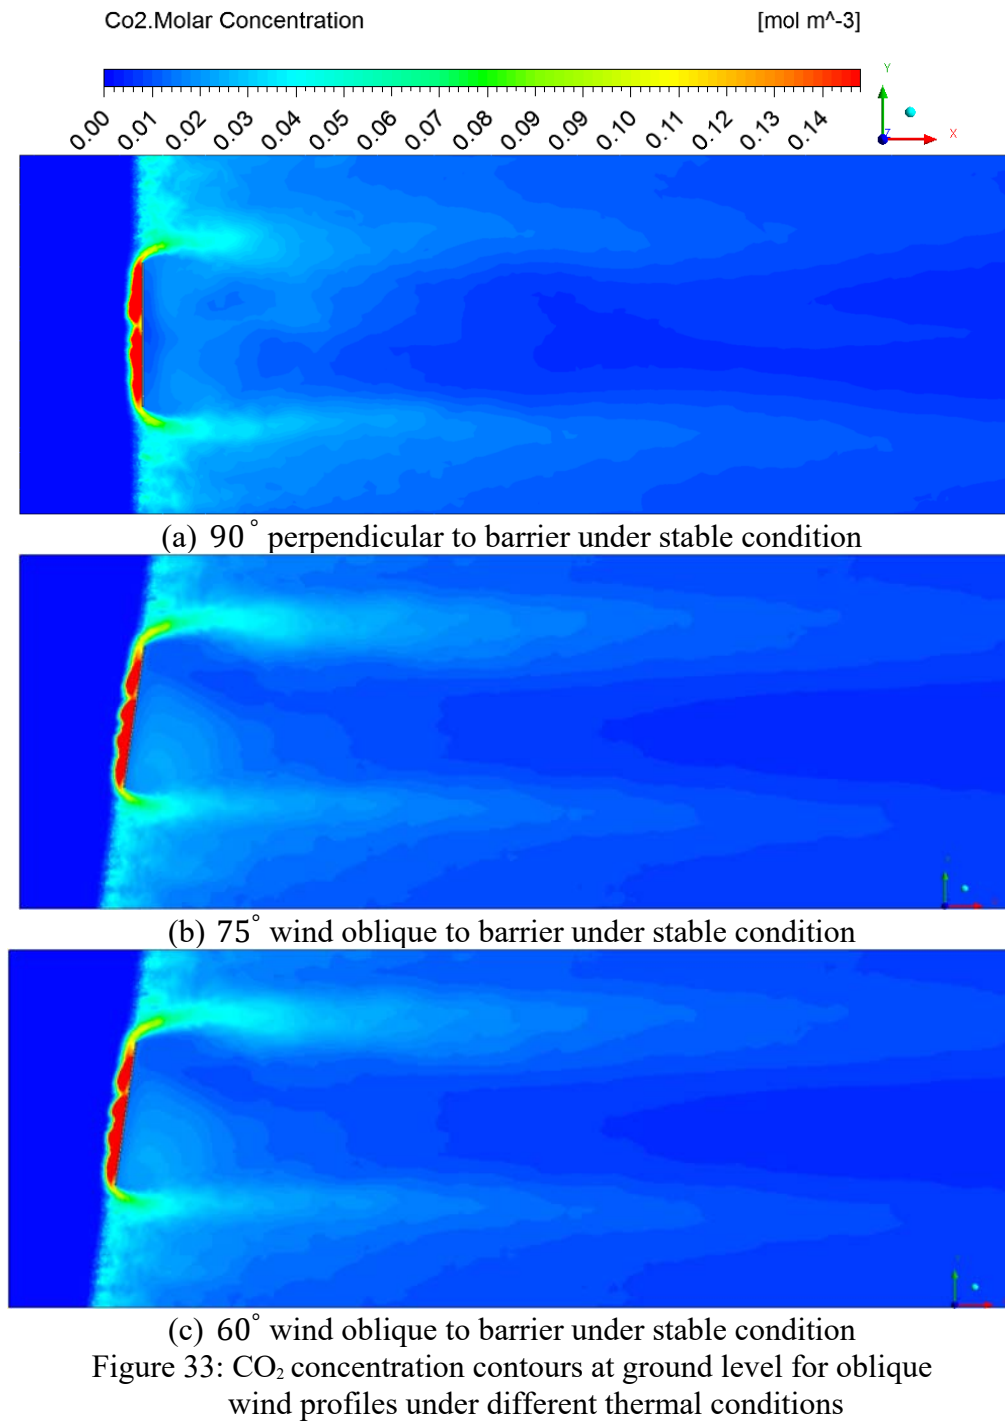 Co2.Molar Concentration [mol m^-3]
0.00 0.01 0.02 0.03 0.04 0.05 0.06 0.07 0.08 0.09 0.09 0.10 0.11 0.12 0.13 0.14
Y
Z X
(a) 90° perpendicular to barrier under stable condition
(b) 75° wind oblique to barrier under stable condition
(c) 60° wind oblique to barrier under stable condition
Figure 33: CO₂ concentration contours at ground level for oblique
wind profiles under different thermal conditions